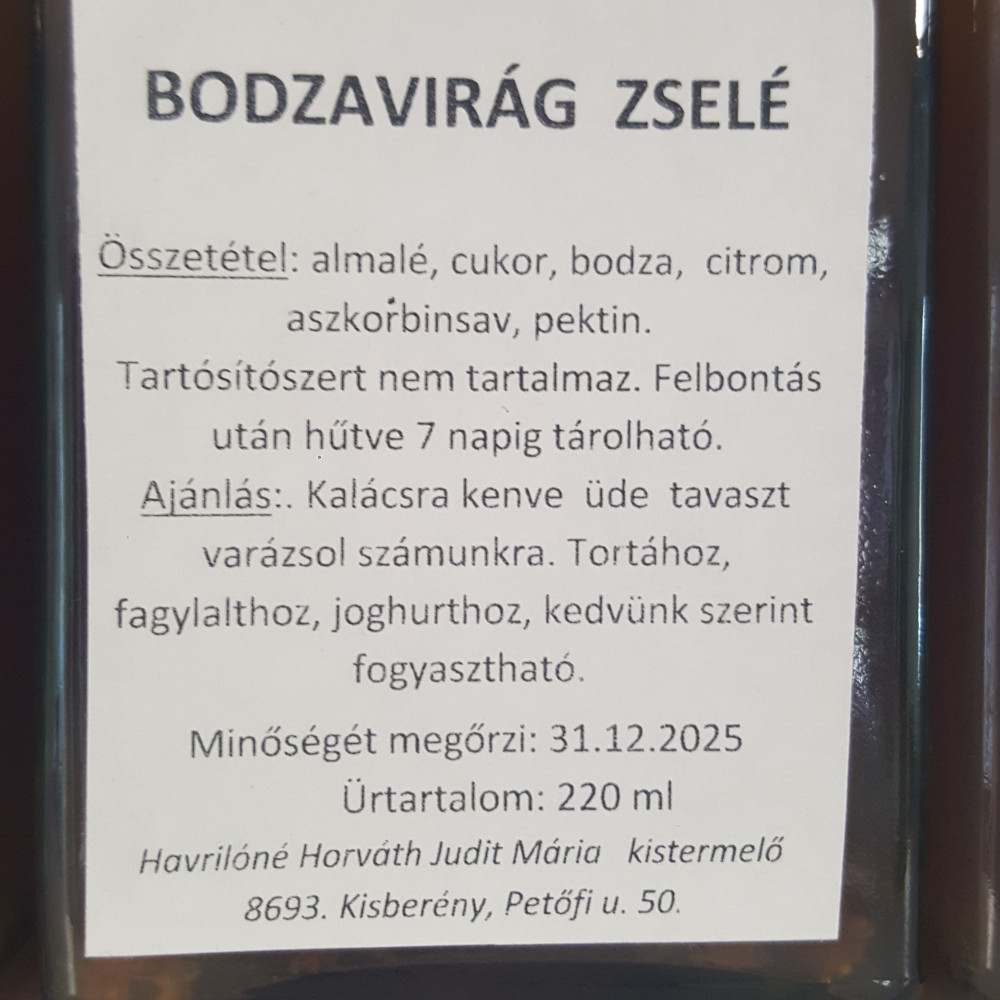 BODZAVIRÁG ZSELÉ
Összetétel: almalé, cukor, bodza, citrom,
aszkorbinsav, pektin.
Tartósítószert nem tartalmaz. Felbontás
után hűtve 7 napig tárolható.
Ajánlás:. Kalácsra kenve üde tavaszt
varázsol számunkra. Tortához,
fagylalthoz, joghurthoz, kedvünk szerint
fogyasztható.
Minőségét megőrzi: 31.12.2025
Ürtartalom: 220 ml
Havrilóné Horváth Judit Mária kistermelő
8693. Kisberény, Petőfi u. 50.